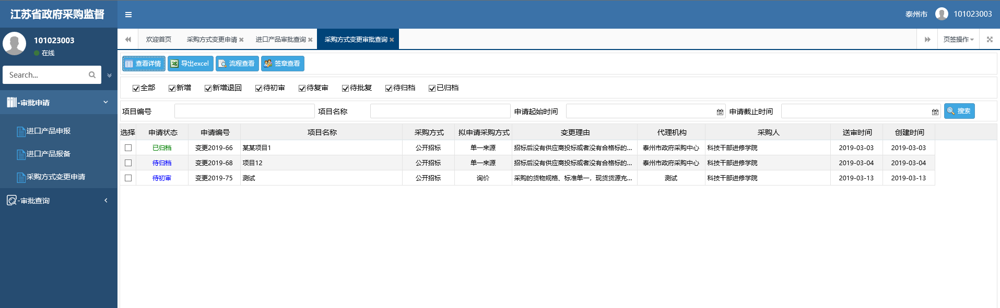 江苏省政府采购监督
泰州市 101023003
101023003
在线
Search...
-审批申请
进口产品申报
进口产品报备
采购方式变更申请
-审批查询
欢迎首页 采购方式变更申请 进口产品审批查询 采购方式变更审批查询 页签操作
查看详情 导出excel 流程查看 签章查看
全部 新增 新增退回 待初审 待复审 待批复 待归档 已归档
项目编号 项目名称 申请起始时间 申请截止时间 搜索
选择 申请状态 申请编号 项目名称 采购方式 拟申请采购方式 变更理由 代理机构 采购人 送审时间 创建时间
已归档 变更2019-66 某某项目1 公开招标 单一来源 招标后没有供应商投标或者没有合格标的... 泰州市政府采购中心 科技干部进修学院 2019-03-03 2019-03-03
待归档 变更2019-68 项目12 公开招标 单一来源 招标后没有供应商投标或者没有合格标的... 泰州市政府采购中心 科技干部进修学院 2019-03-04 2019-03-04
待初审 变更2019-75 测试 公开招标 询价 采购的货物规格、标准单一，现货货源充... 测试 科技干部进修学院 2019-03-13 2019-03-13